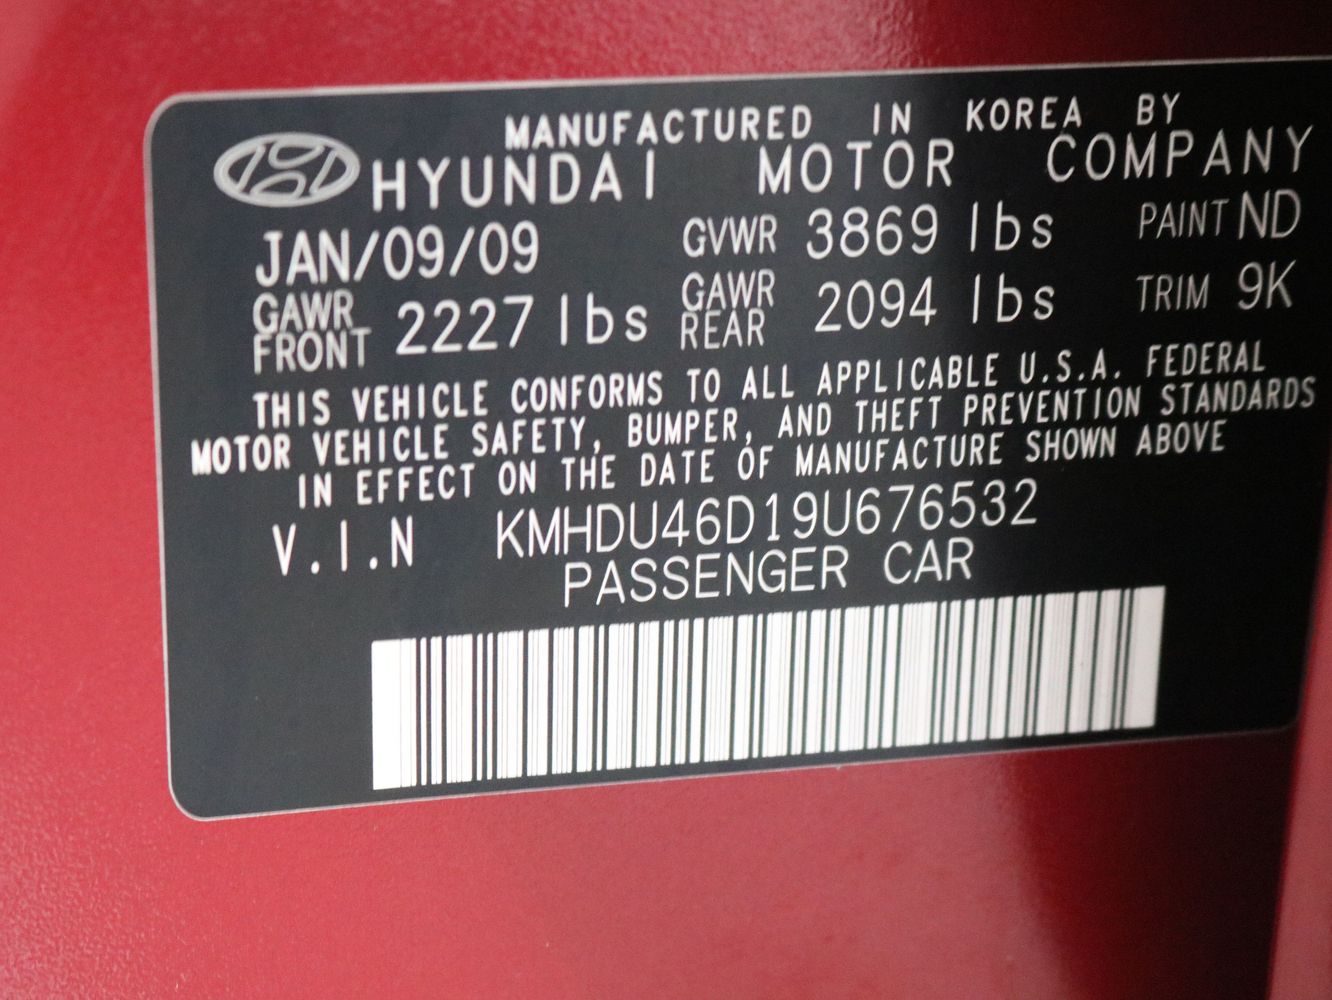 MANUFACTURED IN KOREA BY
HYUNDAI MOTOR COMPANY
JAN/09/09 GVWR 3869 lbs PAINT ND
GAWR FRONT 2227 lbs GAWR REAR 2094 lbs TRIM 9K
THIS VEHICLE CONFORMS TO ALL APPLICABLE U.S.A. FEDERAL
MOTOR VEHICLE SAFETY, BUMPER, AND THEFT PREVENTION STANDARDS
IN EFFECT ON THE DATE OF MANUFACTURE SHOWN ABOVE
V.I.N KMHDU46D19U676532
PASSENGER CAR